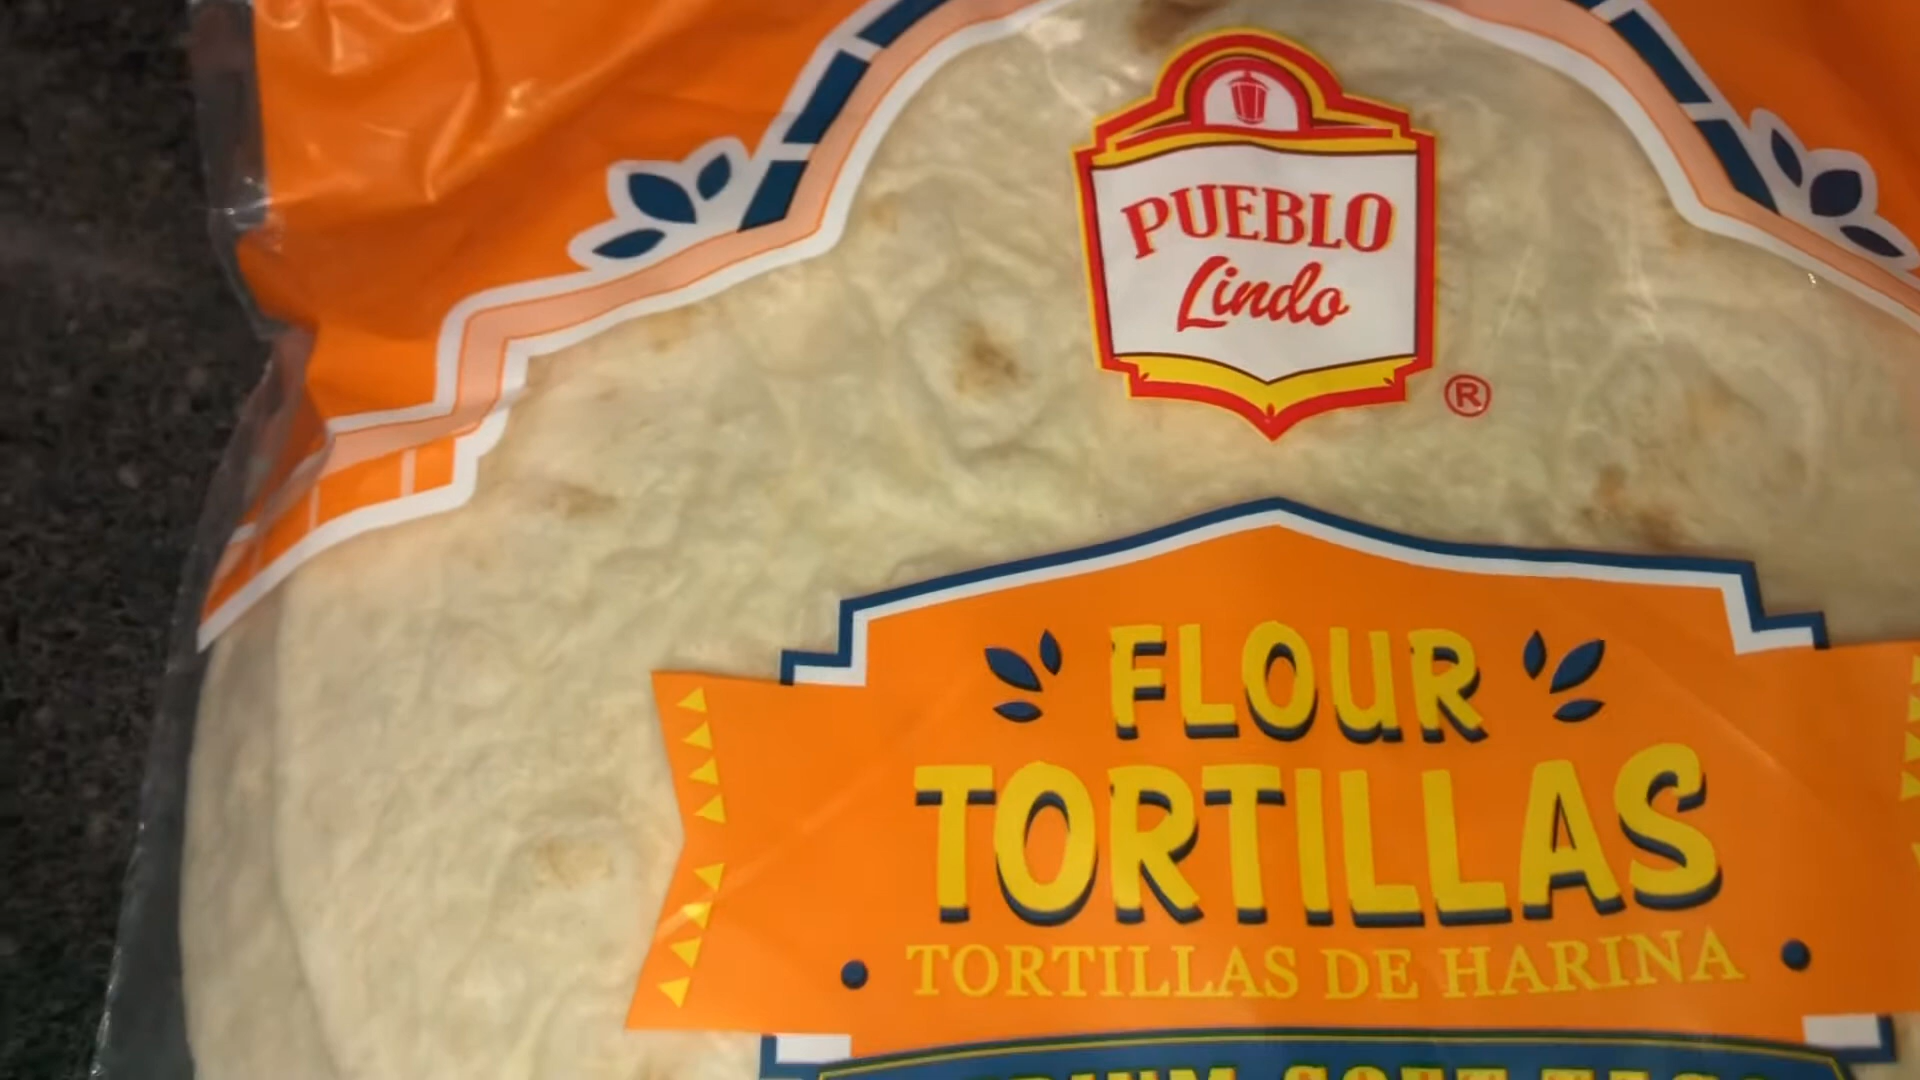 PUEBLO
Lindo
®
FLOUR
TORTILLAS
TORTILLAS DE HARINA